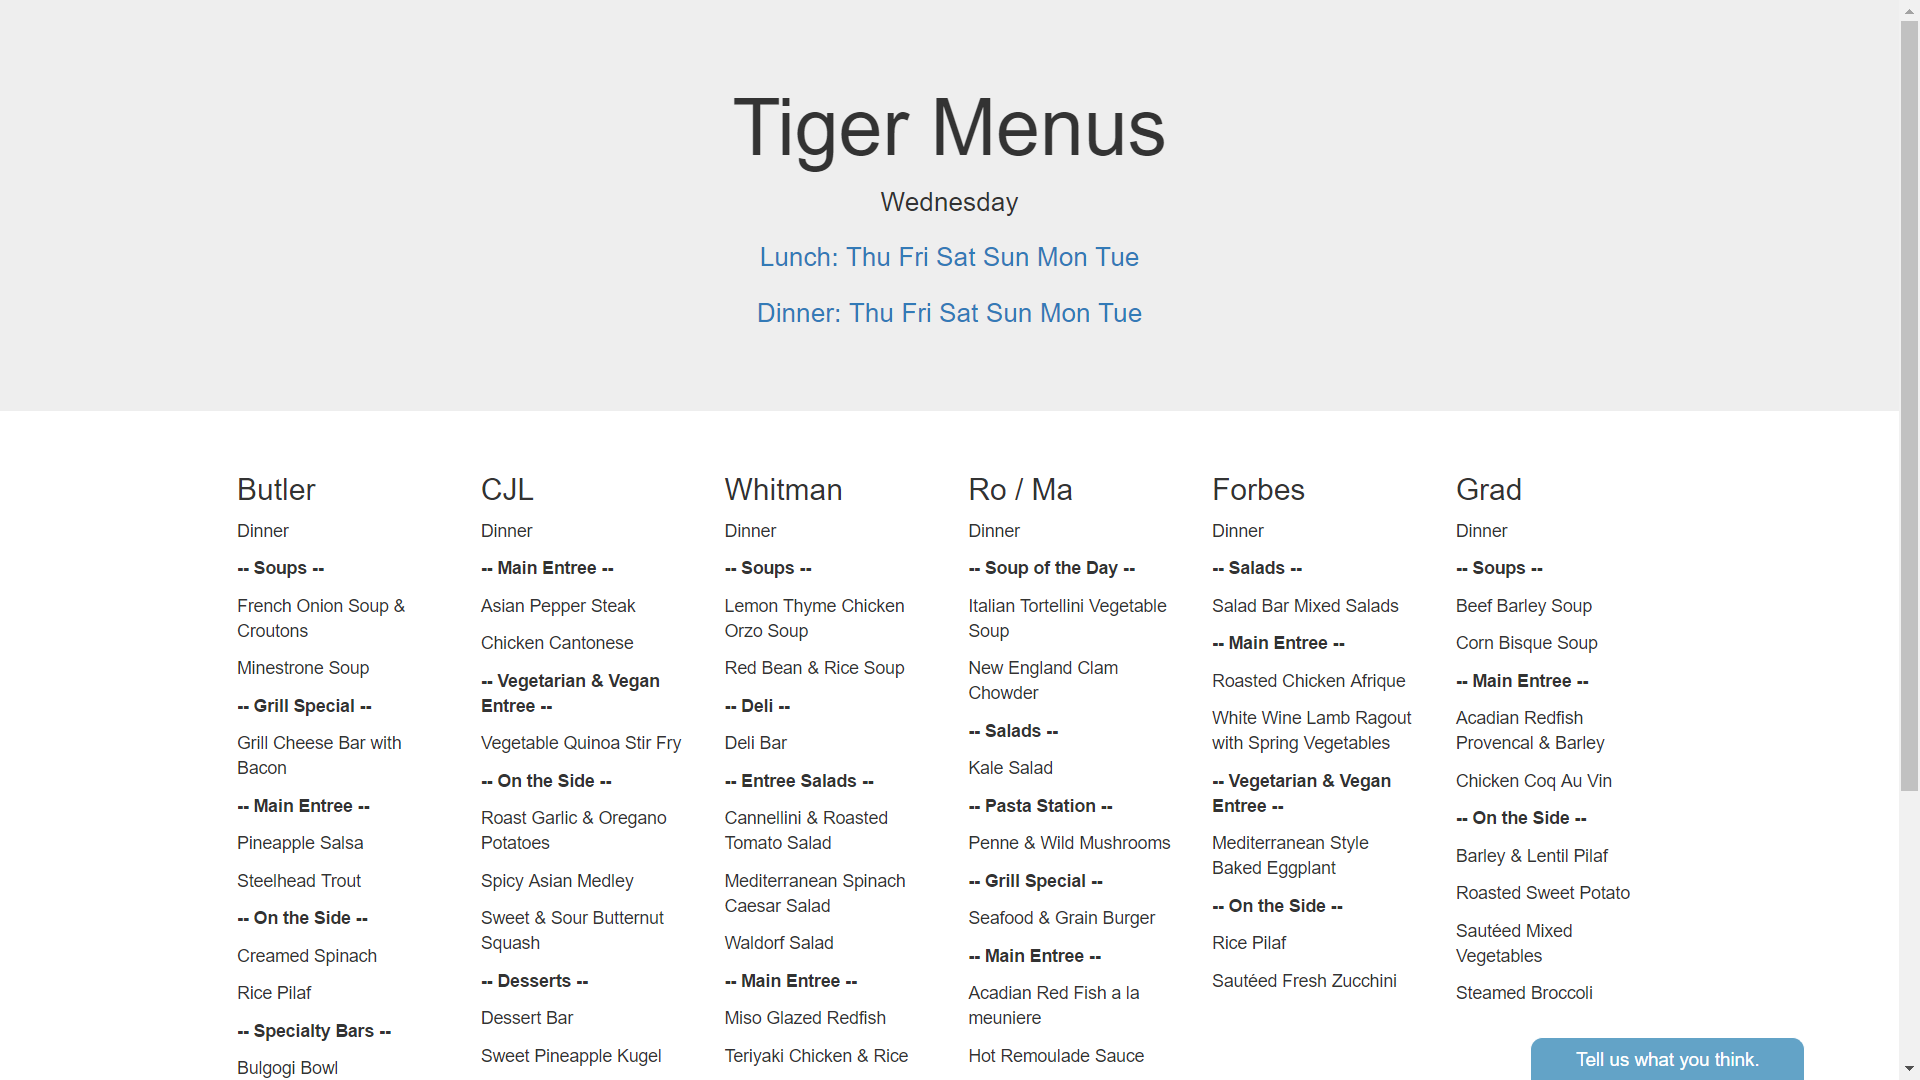 Tiger Menus
Wednesday
Lunch: Thu Fri Sat Sun Mon Tue
Dinner: Thu Fri Sat Sun Mon Tue
Butler
Dinner
-- Soups --
French Onion Soup &
Croutons
Minestrone Soup
-- Grill Special --
Grill Cheese Bar with
Bacon
-- Main Entree --
Pineapple Salsa
Steelhead Trout
-- On the Side --
Creamed Spinach
Rice Pilaf
-- Specialty Bars --
Bulgogi Bowl
CJL
Dinner
-- Main Entree --
Asian Pepper Steak
Chicken Cantonese
-- Vegetarian & Vegan
Entree --
Vegetable Quinoa Stir Fry
-- On the Side --
Roast Garlic & Oregano
Potatoes
Spicy Asian Medley
Sweet & Sour Butternut
Squash
-- Desserts --
Dessert Bar
Sweet Pineapple Kugel
Whitman
Dinner
-- Soups --
Lemon Thyme Chicken
Orzo Soup
Red Bean & Rice Soup
-- Deli --
Deli Bar
-- Entree Salads --
Cannellini & Roasted
Tomato Salad
Mediterranean Spinach
Caesar Salad
Waldorf Salad
-- Main Entree --
Miso Glazed Redfish
Teriyaki Chicken & Rice
Ro / Ma
Dinner
-- Soup of the Day --
Italian Tortellini Vegetable
Soup
New England Clam
Chowder
-- Salads --
Kale Salad
-- Pasta Station --
Penne & Wild Mushrooms
-- Grill Special --
Seafood & Grain Burger
-- Main Entree --
Acadian Red Fish a la
meuniere
Hot Remoulade Sauce
Forbes
Dinner
-- Salads --
Salad Bar Mixed Salads
-- Main Entree --
Roasted Chicken Afrique
White Wine Lamb Ragout
with Spring Vegetables
-- Vegetarian & Vegan
Entree --
Mediterranean Style
Baked Eggplant
-- On the Side --
Rice Pilaf
Sautéed Fresh Zucchini
Grad
Dinner
-- Soups --
Beef Barley Soup
Corn Bisque Soup
-- Main Entree --
Acadian Redfish
Provencal & Barley
Chicken Coq Au Vin
-- On the Side --
Barley & Lentil Pilaf
Roasted Sweet Potato
Sautéed Mixed
Vegetables
Steamed Broccoli
Tell us what you think.